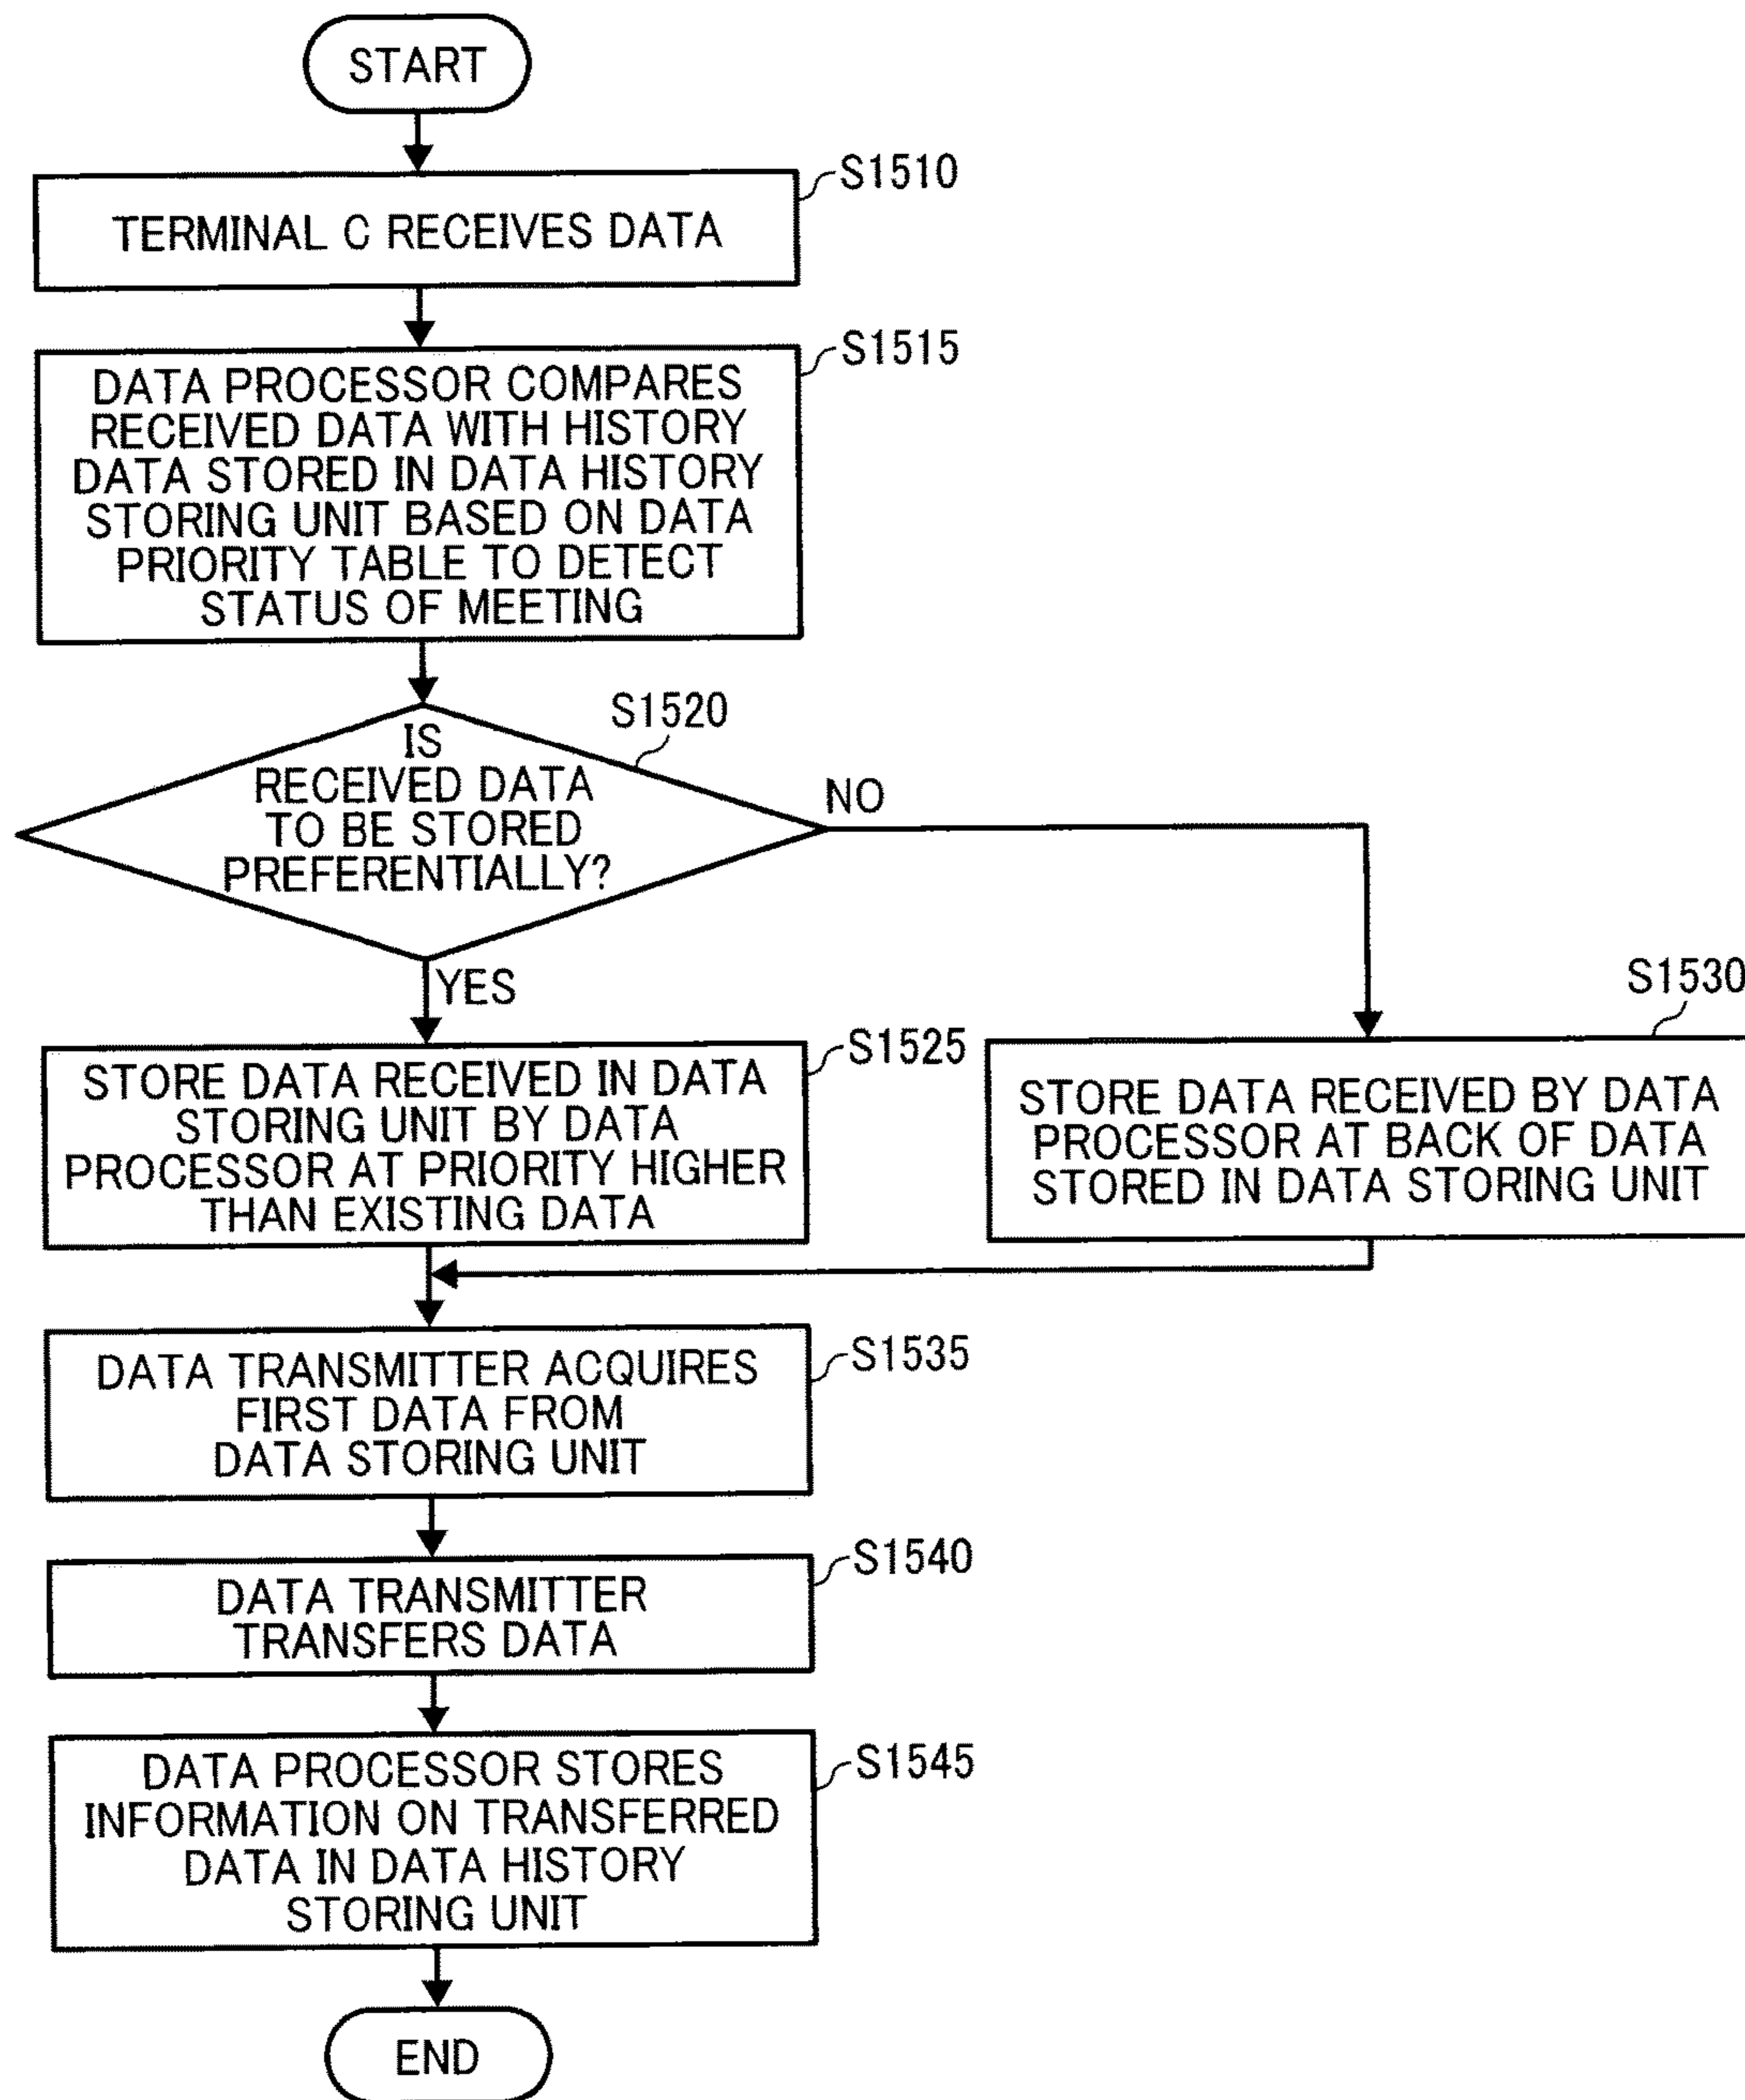 START
S1510
TERMINAL C RECEIVES DATA
S1515
DATA PROCESSOR COMPARES
RECEIVED DATA WITH HISTORY
DATA STORED IN DATA HISTORY
STORING UNIT BASED ON DATA
PRIORITY TABLE TO DETECT
STATUS OF MEETING
S1520
IS
RECEIVED DATA
TO BE STORED
PREFERENTIALLY?
NO
YES
S1525
STORE DATA RECEIVED IN DATA
STORING UNIT BY DATA
PROCESSOR AT PRIORITY HIGHER
THAN EXISTING DATA
S1530
STORE DATA RECEIVED BY DATA
PROCESSOR AT BACK OF DATA
STORED IN DATA STORING UNIT
S1535
DATA TRANSMITTER ACQUIRES
FIRST DATA FROM
DATA STORING UNIT
S1540
DATA TRANSMITTER
TRANSFERS DATA
S1545
DATA PROCESSOR STORES
INFORMATION ON TRANSFERRED
DATA IN DATA HISTORY
STORING UNIT
END